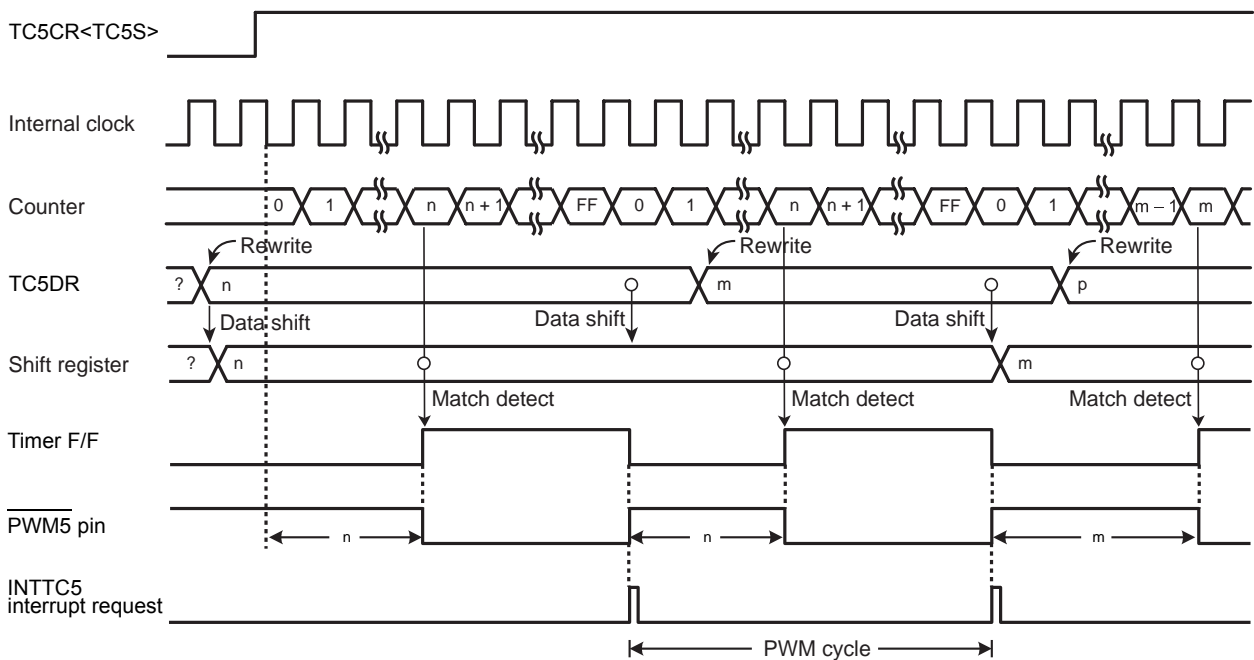 TC5CR<TC5S>
Internal clock
Counter
0 1 n n + 1 FF 0 1 n n + 1 FF 0 1 m – 1 m
Rewrite Rewrite Rewrite
TC5DR
? n m p
Data shift Data shift Data shift
Shift register
? n m
Match detect Match detect Match detect
Timer F/F
PWM5 pin
n n m
INTTC5
interrupt request
PWM cycle